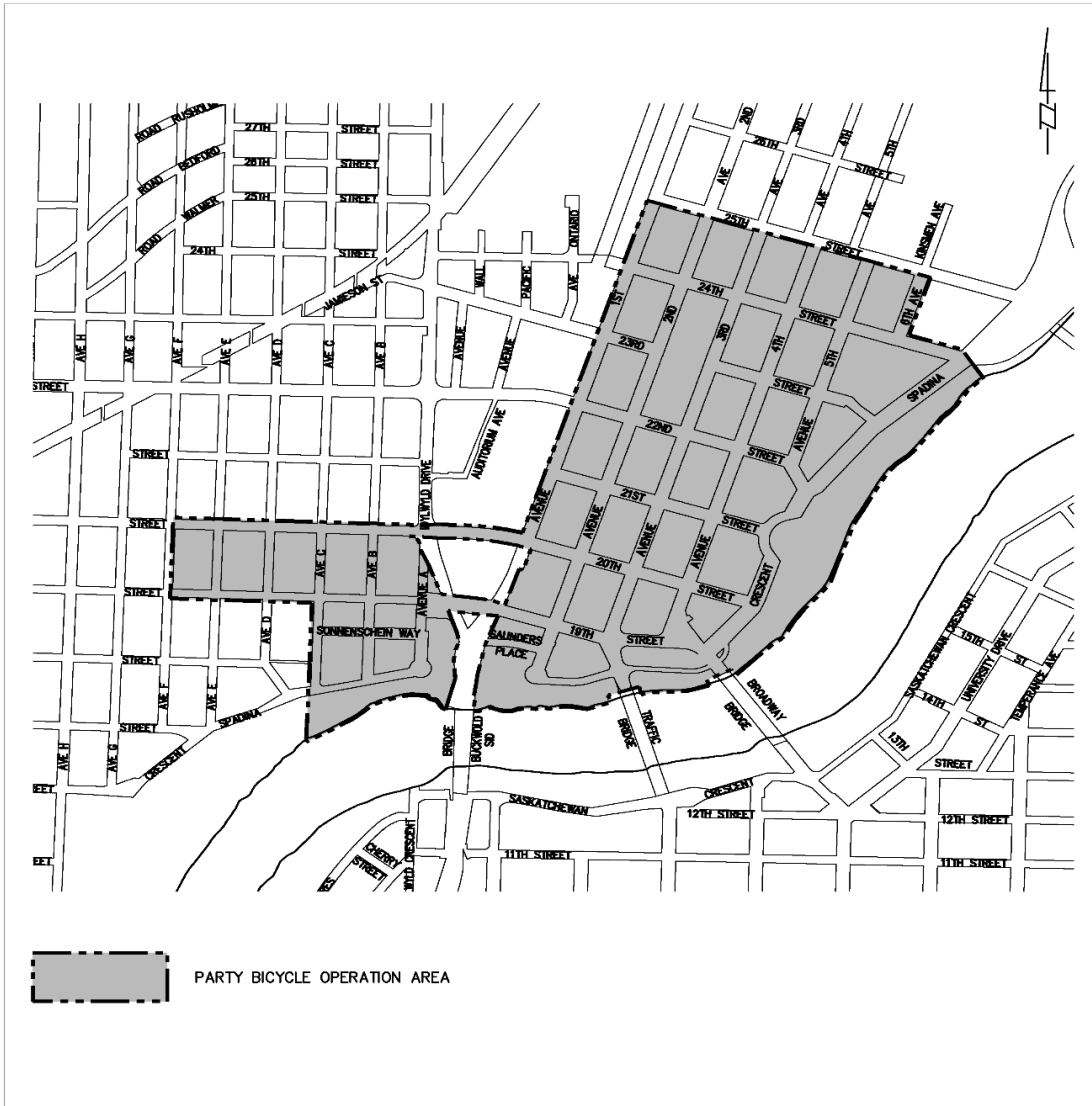 ROAD RUSHOLM
27TH STREET
2ND AVE
3RD AVE
4TH AVE
5TH AVE
26TH STREET
ROAD BEDFORD
26TH STREET
25TH STREET
ROAD WALMER
24TH STREET
JAMIESON ST
WALL AVENUE
PACIFIC AVENUE
ONTARIO AVE
25TH STREET
KINSMEN AVE
6TH AVE
1ST AVENUE
2ND AVENUE
3RD AVENUE
4TH AVENUE
5TH AVENUE
24TH STREET
23RD STREET
22ND STREET
21ST STREET
20TH STREET
19TH STREET
SPADINA CRESCENT
AVE H
AVE G
AVE F
AVE E
AVE D
AVE C
AVE B
STREET
STREET
STREET
STREET
STREET
STREET
AUDITORIUM AVE
WYLWYLD DRIVE
AVE C
AVE B
AVENUE A
AVE D
SONNENSCHEIN WAY
SAUNDERS
PLACE
AVE F
AVE E
AVE H
AVE G
SPADINA CRESCENT
BRIDGE
BUCKWOLD
SID
TRAFFIC
BRIDGE
BROADWAY
BRIDGE
SASKATCHEWAN CRESCENT
15TH ST
UNIVERSITY DRIVE
TEMPERANCE AVE
14TH ST
13TH STREET
SASKATCHEWAN CRESCENT
12TH STREET
12TH STREET
11TH STREET
11TH STREET
CHERRY
STREET
WYLD CRESCENT
RES
EET
EET
PARTY BICYCLE OPERATION AREA